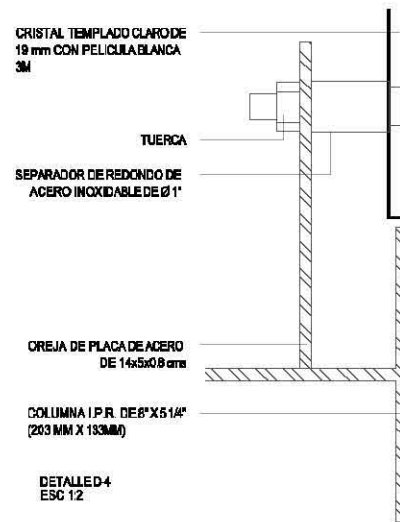 CRISTAL TEMPLADO CLARO DE
19 mm CON PELICULA BLANCA
3M
TUERCA
SEPARADOR DE REDONDO DE
ACERO INOXIDABLE DE Ø 1"
OREJA DE PLACA DE ACERO
DE 14x5x0.8 cms
COLUMNA I.P.R. DE 8" X 5 1/4"
(203 MM X 133MM)
DETALLE D-4
ESC 1:2